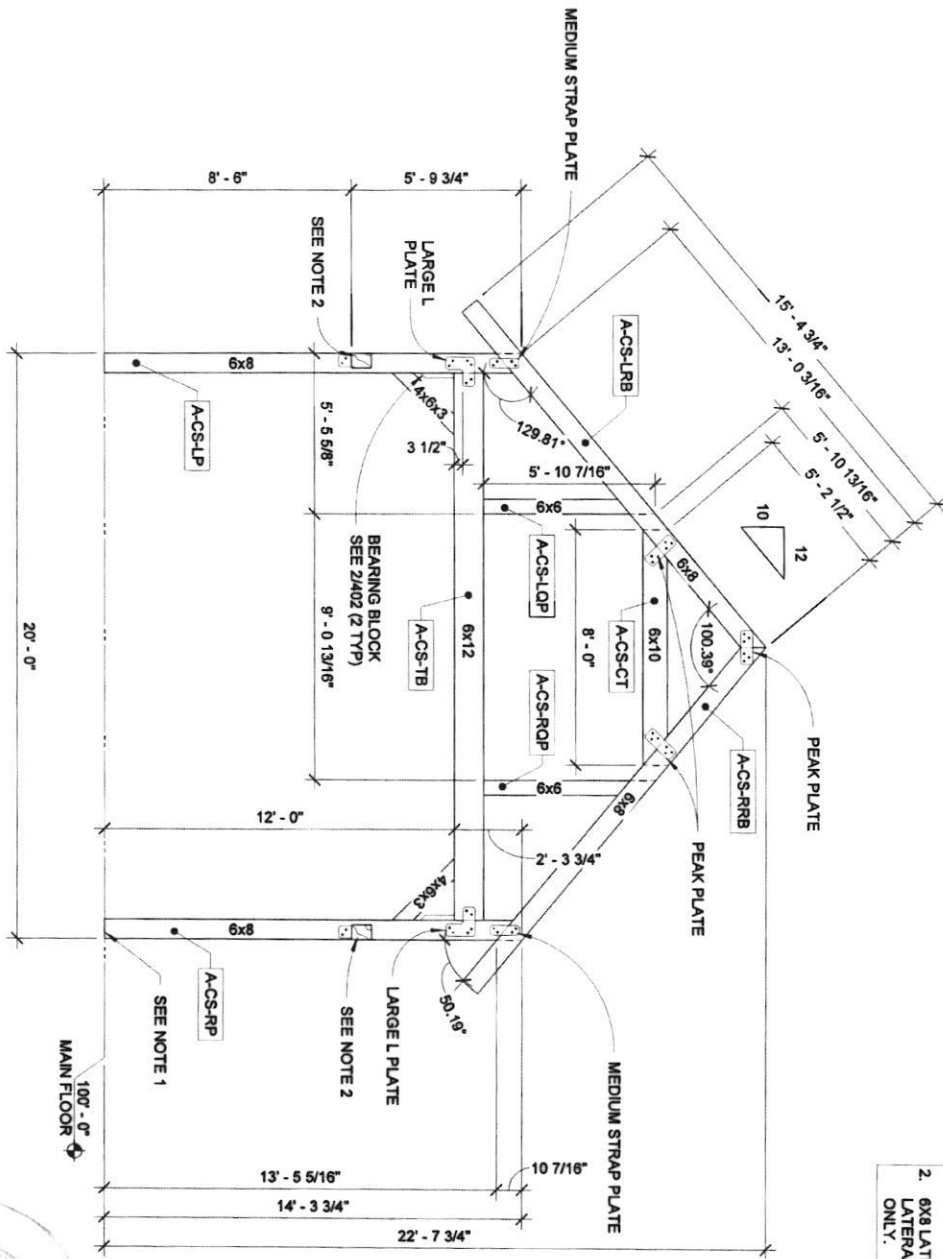 MEDIUM STRAP PLATE
8' - 6"
5' - 9 3/4"
SEE NOTE 2
LARGE L
PLATE
15' - 4 3/4"
13' - 0 3/16"
5' - 10 13/16"
5' - 2 1/2"
A-CS-LRB
10
12
6x8
A-CS-LP
4x6x3
129.81°
3 1/2"
5' - 10 7/16"
6x8
100.39°
PEAK PLATE
5' - 5 5/8"
6x6
A-CS-LQP
BEARING BLOCK
SEE 2/402 (2 TYP)
A-CS-TB
6x12
8' - 0"
A-CS-CT
6x10
A-CS-RRB
20' - 0"
9' - 0 13/16"
A-CS-RQP
6x6
6x8
PEAK PLATE
12' - 0"
2' - 3 3/4"
4x6x3
6x8
A-CS-RP
SEE NOTE 1
SEE NOTE 2
LARGE L PLATE
50.19°
MEDIUM STRAP PLATE
100' - 0"
MAIN FLOOR
13' - 5 5/16"
10 7/16"
14' - 3 3/4"
22' - 7 3/4"
2. 6X8 LAT
LATERA
ONLY.